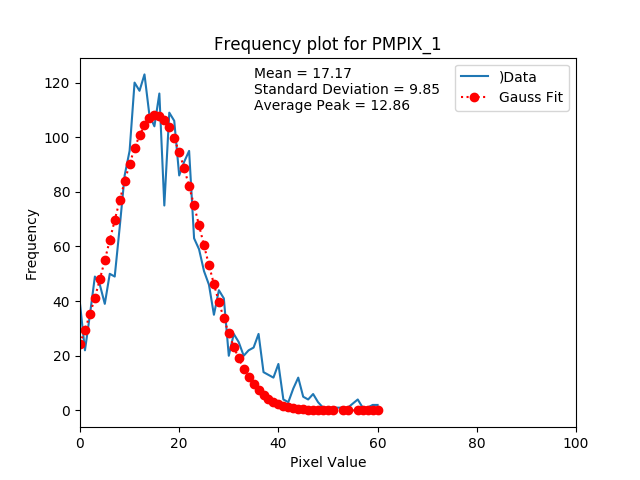 Frequency plot for PMPIX_1
Mean = 17.17
Standard Deviation = 9.85
Average Peak = 12.86
)Data
Gauss Fit
Frequency
120
100
80
60
40
20
0
0 20 40 60 80 100
Pixel Value